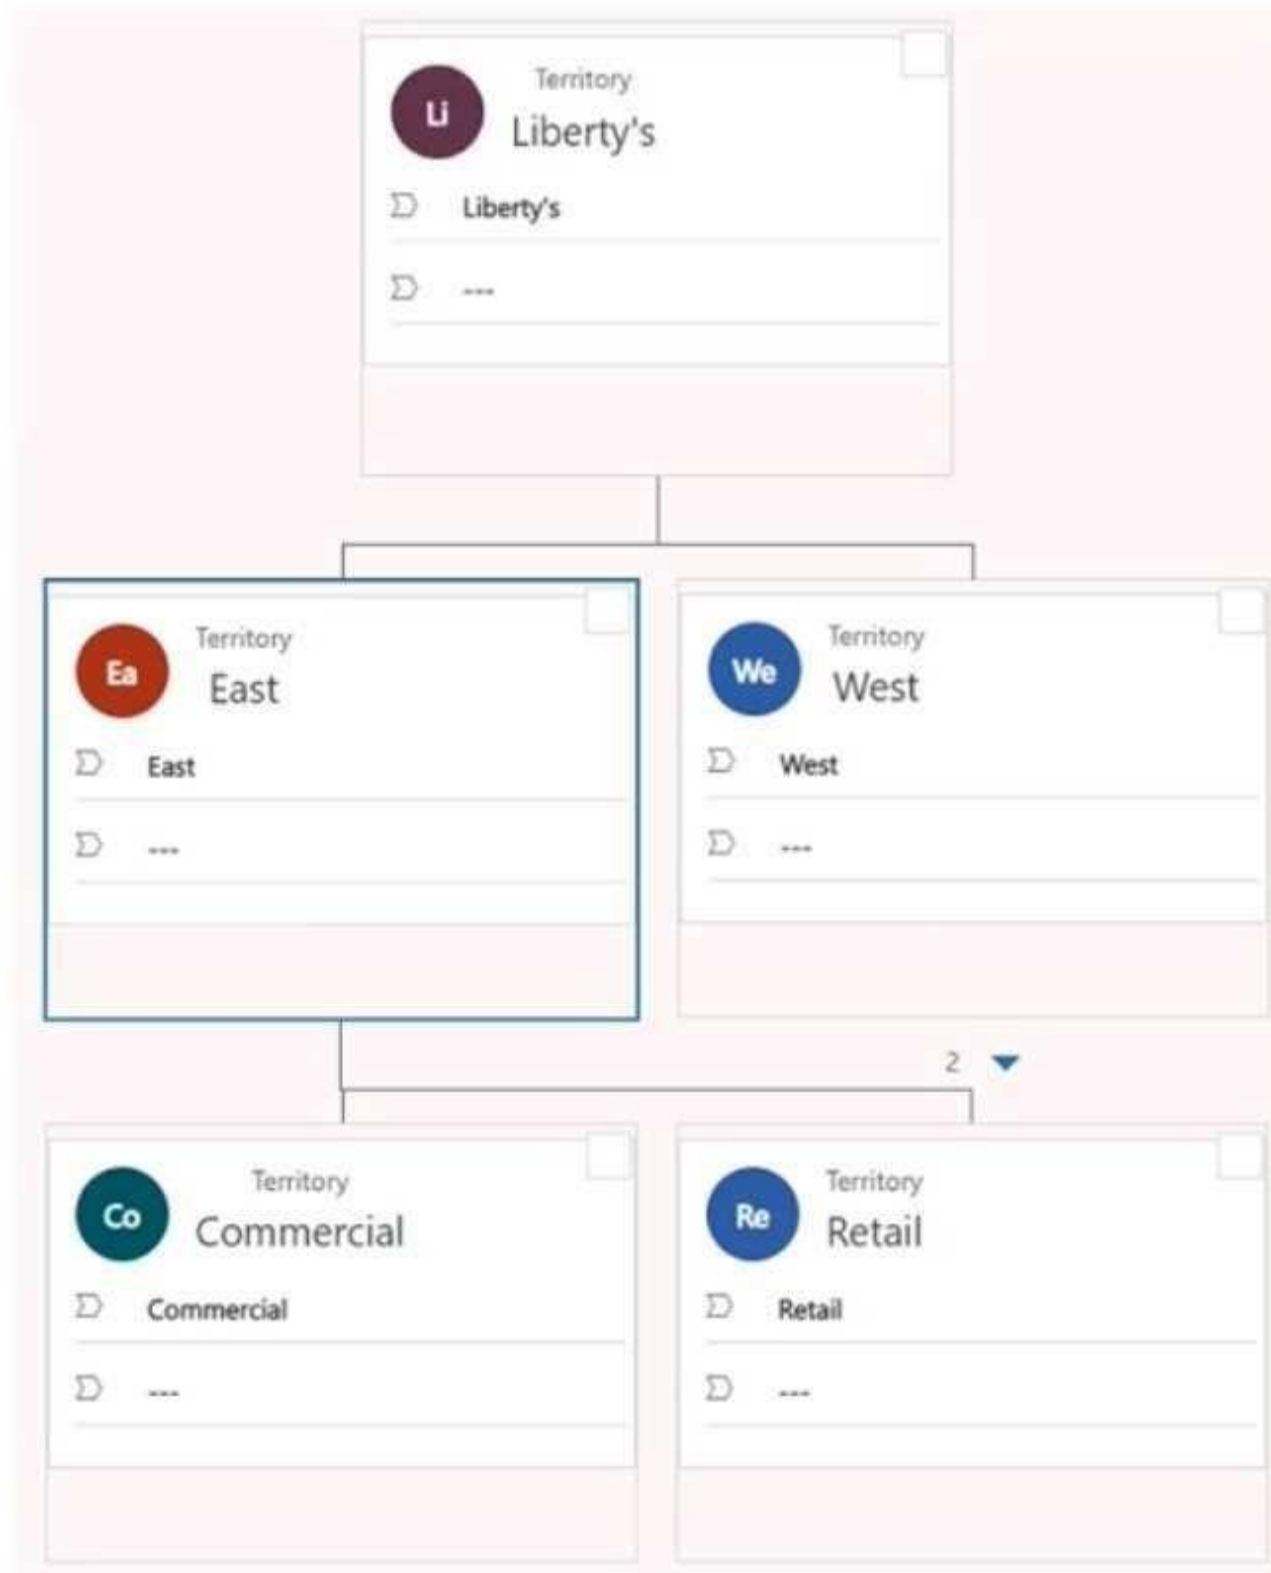 Li
Territory
Liberty's
Liberty's
---
Ea
Territory
East
East
---
We
Territory
West
West
---
2
Co
Territory
Commercial
Commercial
---
Re
Territory
Retail
Retail
---